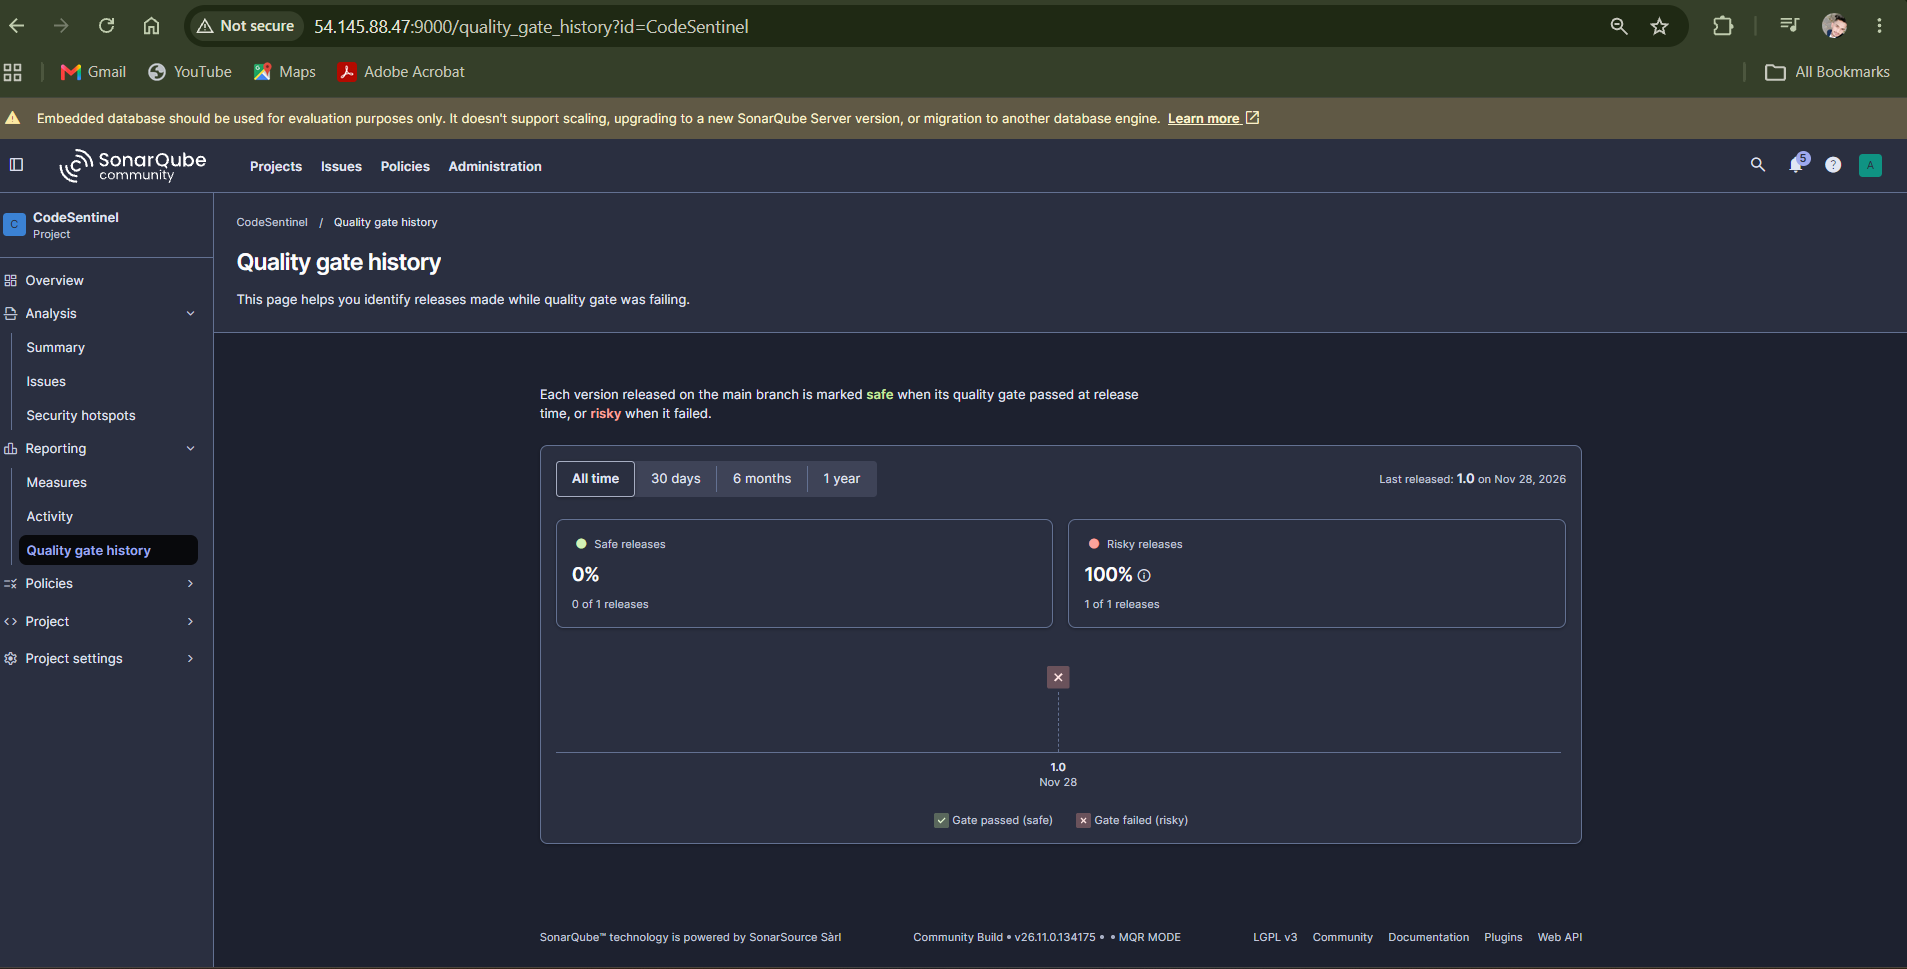 Not secure
54.145.88.47:9000/quality_gate_history?id=CodeSentinel
Gmail
YouTube
Maps
Adobe Acrobat
All Bookmarks
Embedded database should be used for evaluation purposes only. It doesn't support scaling, upgrading to a new SonarQube Server version, or migration to another database engine. Learn more
SonarQube
community
Projects
Issues
Policies
Administration
5
?
A
C
CodeSentinel
Project
Overview
Analysis
Summary
Issues
Security hotspots
Reporting
Measures
Activity
Quality gate history
Policies
Project
Project settings
CodeSentinel / Quality gate history
Quality gate history
This page helps you identify releases made while quality gate was failing.
Each version released on the main branch is marked safe when its quality gate passed at release
time, or risky when it failed.
All time
30 days
6 months
1 year
Last released: 1.0 on Nov 28, 2026
Safe releases
0%
0 of 1 releases
Risky releases
100%
1 of 1 releases
1.0
Nov 28
Gate passed (safe)
Gate failed (risky)
SonarQube™ technology is powered by SonarSource Sàrl
Community Build • v26.11.0.134175 • • MQR MODE
LGPL v3
Community
Documentation
Plugins
Web API